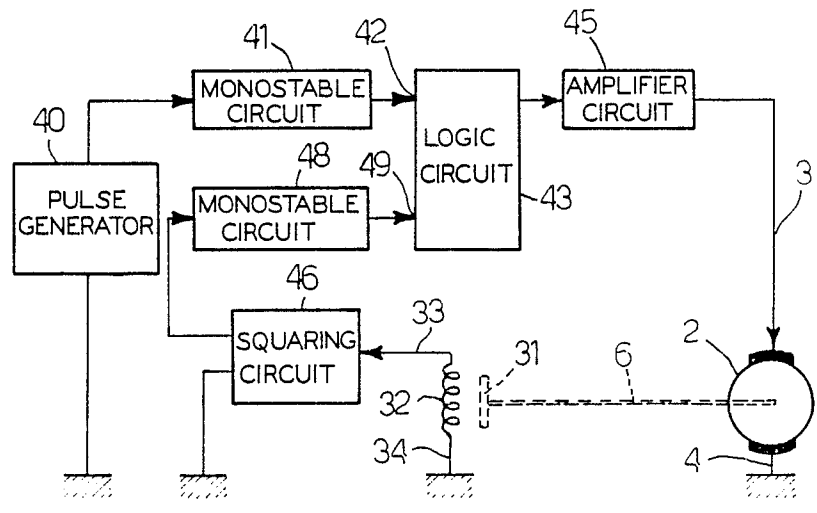 41
42
45
MONOSTABLE
CIRCUIT
AMPLIFIER
CIRCUIT
40
LOGIC
CIRCUIT
PULSE
GENERATOR
48
49
MONOSTABLE
CIRCUIT
43
3
46
33
SQUARING
CIRCUIT
31
6
2
32
34
4